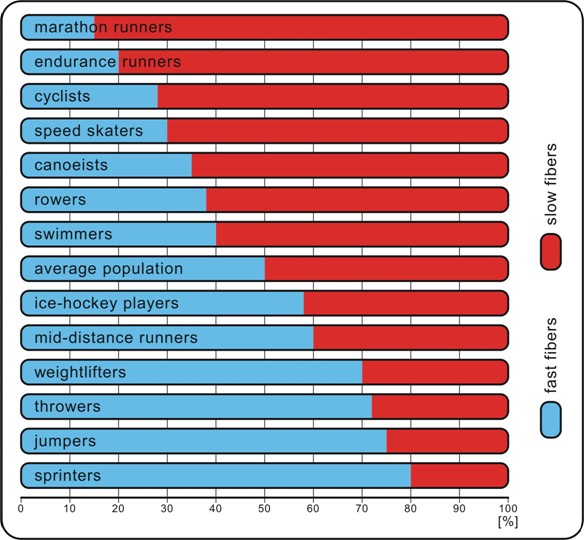 marathon runners
endurance runners
cyclists
speed skaters
canoeists
rowers
swimmers
average population
ice-hockey players
mid-distance runners
weightlifters
throwers
jumpers
sprinters
0 10 20 30 40 50 60 70 80 90 100
[%]
slow fibers
fast fibers